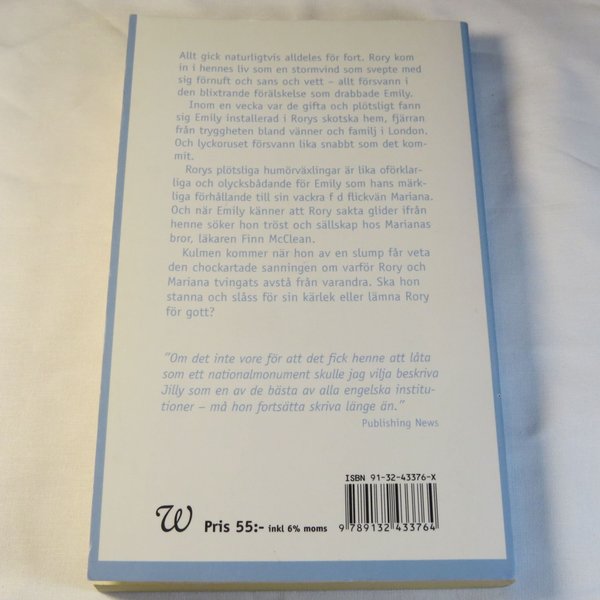 Allt gick naturligtvis alldeles för fort. Rory kom
in i hennes liv som en stormvind som svepte med
sig förnuft och sans och vett – allt försvann i
den blixtrande förälskelse som drabbade Emily.
Inom en vecka var de gifta och plötsligt fann
sig Emily installerad i Rorys skotska hem, fjärran
från tryggheten bland vänner och familj i London.
Och lyckoruset försvann lika snabbt som det kom-
mit.
Rorys plötsliga humörväxlingar är lika oförklar-
liga och olycksbådande för Emily som hans märk-
liga förhållande till sin vackra f d flickvän Mariana.
Och när Emily känner att Rory sakta glider ifrån
henne söker hon tröst och sällskap hos Marianas
bror, läkaren Finn McClean.
Kulmen kommer när hon av en slump får veta
den chockartade sanningen om varför Rory och
Mariana tvingats avstå från varandra. Ska hon
stanna och slåss för sin kärlek eller lämna Rory
för gott?
"Om det inte vore för att det fick henne att låta
som ett nationalmonument skulle jag vilja beskriva
Jilly som en av de bästa av alla engelska institu-
tioner – må hon fortsätta skriva länge än."
Publishing News
ISBN 91-32-43376-X
W Pris 55:- inkl 6% moms
9 789132 433764